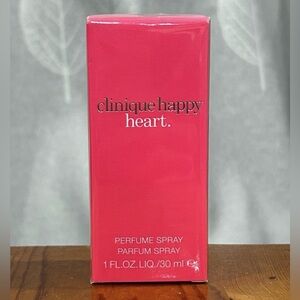 clinique happy
heart.
PERFUME SPRAY
PARFUM SPRAY
1 FL.OZ.LIQ./30 ml ℮